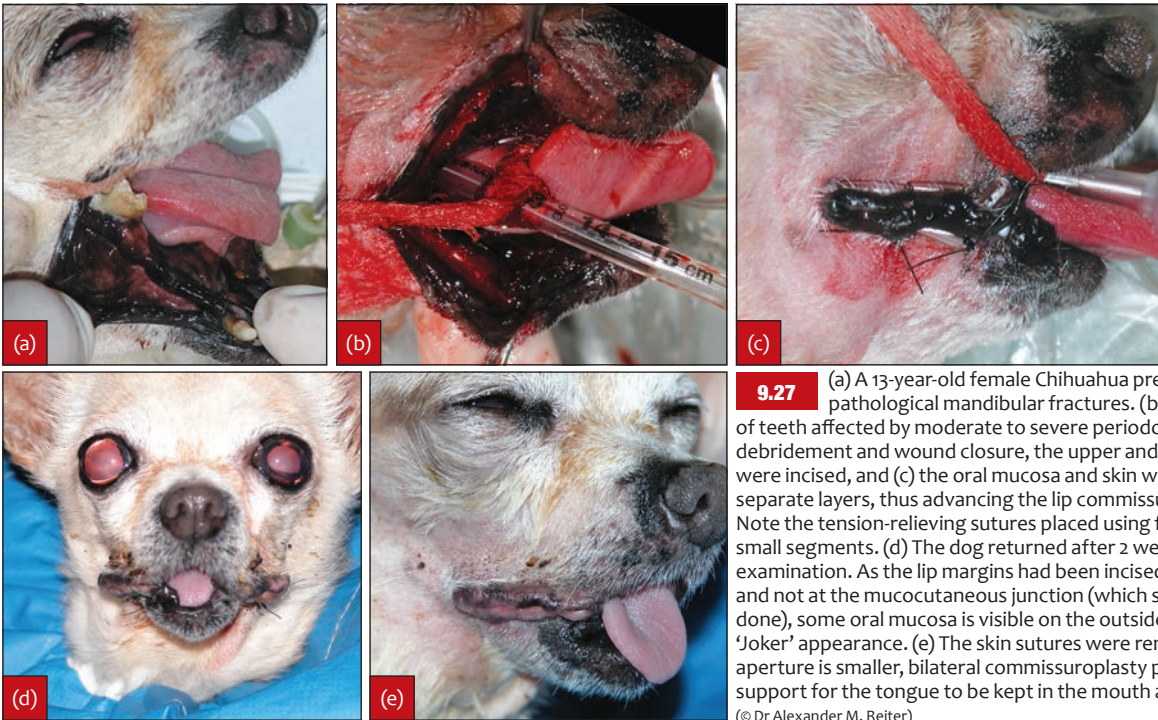 (a)
(b)
(c)
14 15 cm
(d)
(e)
9.27 (a) A 13-year-old female Chihuahua pre
pathological mandibular fractures. (b
of teeth affected by moderate to severe periodo
debridement and wound closure, the upper and
were incised, and (c) the oral mucosa and skin w
separate layers, thus advancing the lip commissu
Note the tension-relieving sutures placed using f
small segments. (d) The dog returned after 2 we
examination. As the lip margins had been incised
and not at the mucocutaneous junction (which s
done), some oral mucosa is visible on the outside
'Joker' appearance. (e) The skin sutures were rem
aperture is smaller, bilateral commissuroplasty p
support for the tongue to be kept in the mouth a
(© Dr Alexander M. Reiter)